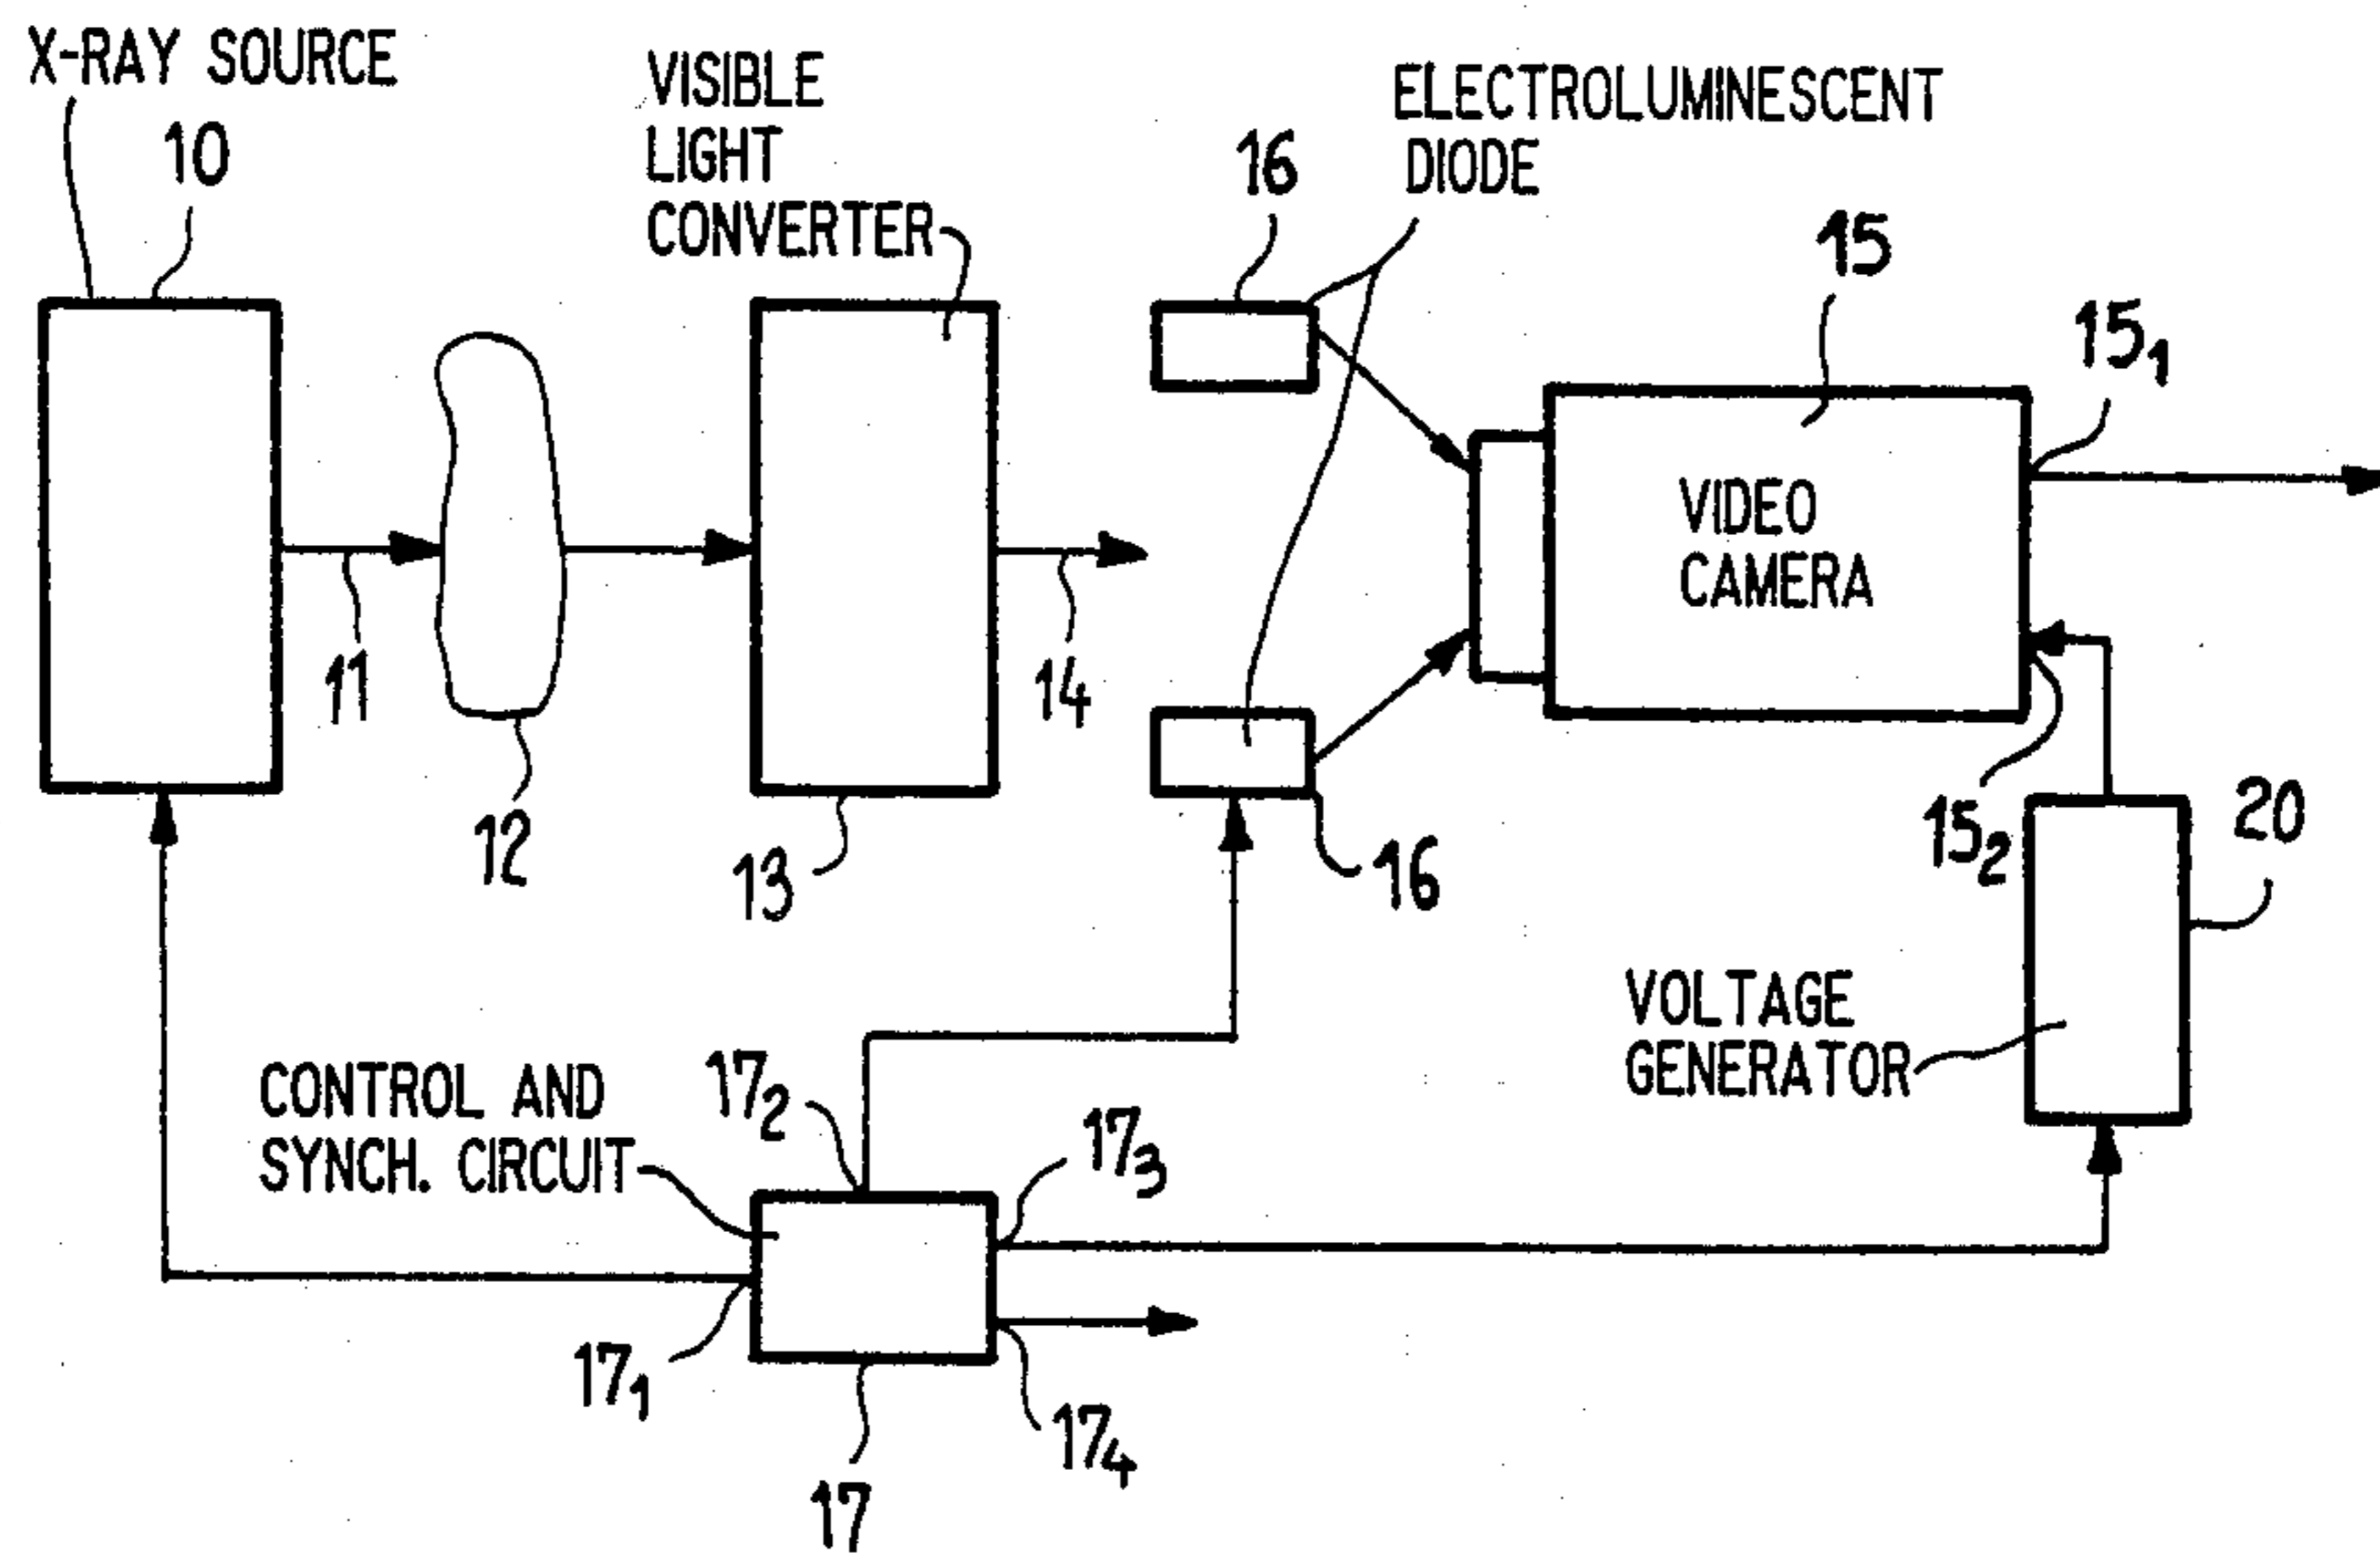 X-RAY SOURCE
10
VISIBLE
LIGHT
CONVERTER
16
ELECTROLUMINESCENT
DIODE
15
15₁
VIDEO
CAMERA
11
12
13
14
16
15₂
20
VOLTAGE
GENERATOR
CONTROL AND
SYNCH. CIRCUIT
17₂
17₃
17₁
17₄
17